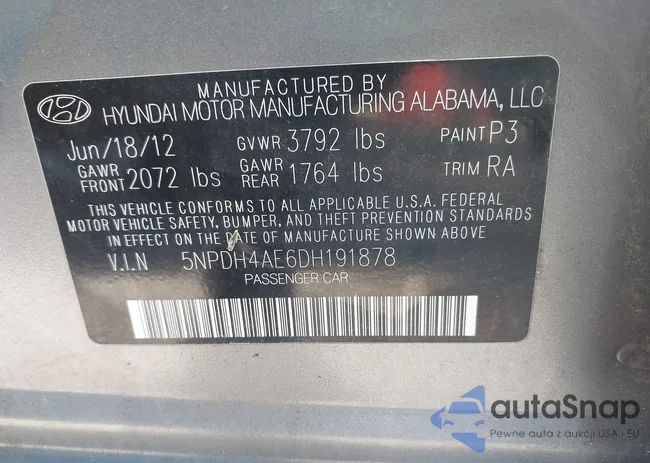 MANUFACTURED BY
HYUNDAI MOTOR MANUFACTURING ALABAMA, LLC
Jun/18/12 GVWR 3792 lbs PAINT P3
GAWR FRONT 2072 lbs GAWR REAR 1764 lbs TRIM RA
THIS VEHICLE CONFORMS TO ALL APPLICABLE U.S.A. FEDERAL
MOTOR VEHICLE SAFETY, BUMPER, AND THEFT PREVENTION STANDARDS
IN EFFECT ON THE DATE OF MANUFACTURE SHOWN ABOVE
V.I.N 5NPDH4AE6DH191878
PASSENGER CAR
autaSnap
Pewne auta z aukcji USA - EU